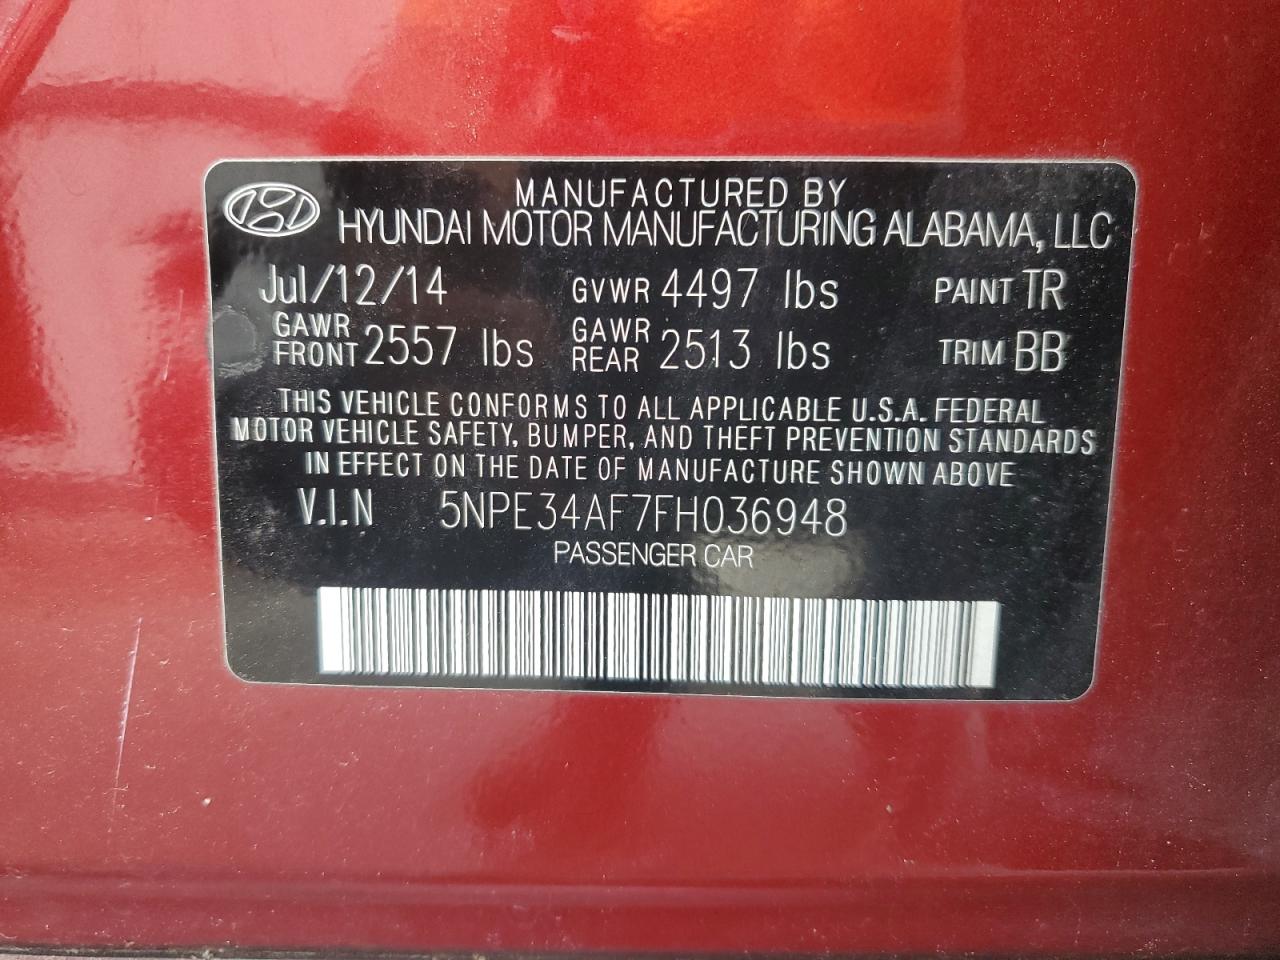 MANUFACTURED BY
HYUNDAI MOTOR MANUFACTURING ALABAMA, LLC
Jul/12/14 GVWR 4497 lbs PAINT TR
GAWR FRONT 2557 lbs GAWR REAR 2513 lbs TRIM BB
THIS VEHICLE CONFORMS TO ALL APPLICABLE U.S.A. FEDERAL
MOTOR VEHICLE SAFETY, BUMPER, AND THEFT PREVENTION STANDARDS
IN EFFECT ON THE DATE OF MANUFACTURE SHOWN ABOVE
V.I.N 5NPE34AF7FH036948
PASSENGER CAR